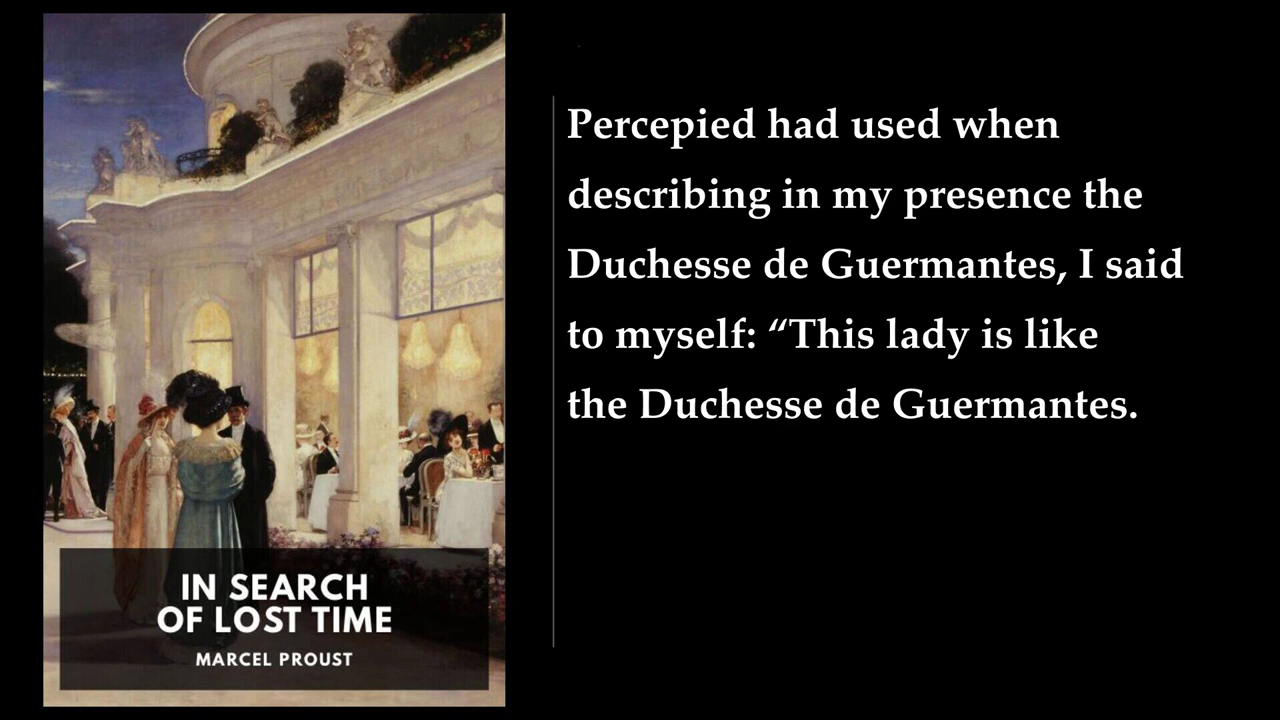 Percepied had used when
describing in my presence the
Duchesse de Guermantes, I said
to myself: “This lady is like
the Duchesse de Guermantes.
IN SEARCH
OF LOST TIME
MARCEL PROUST